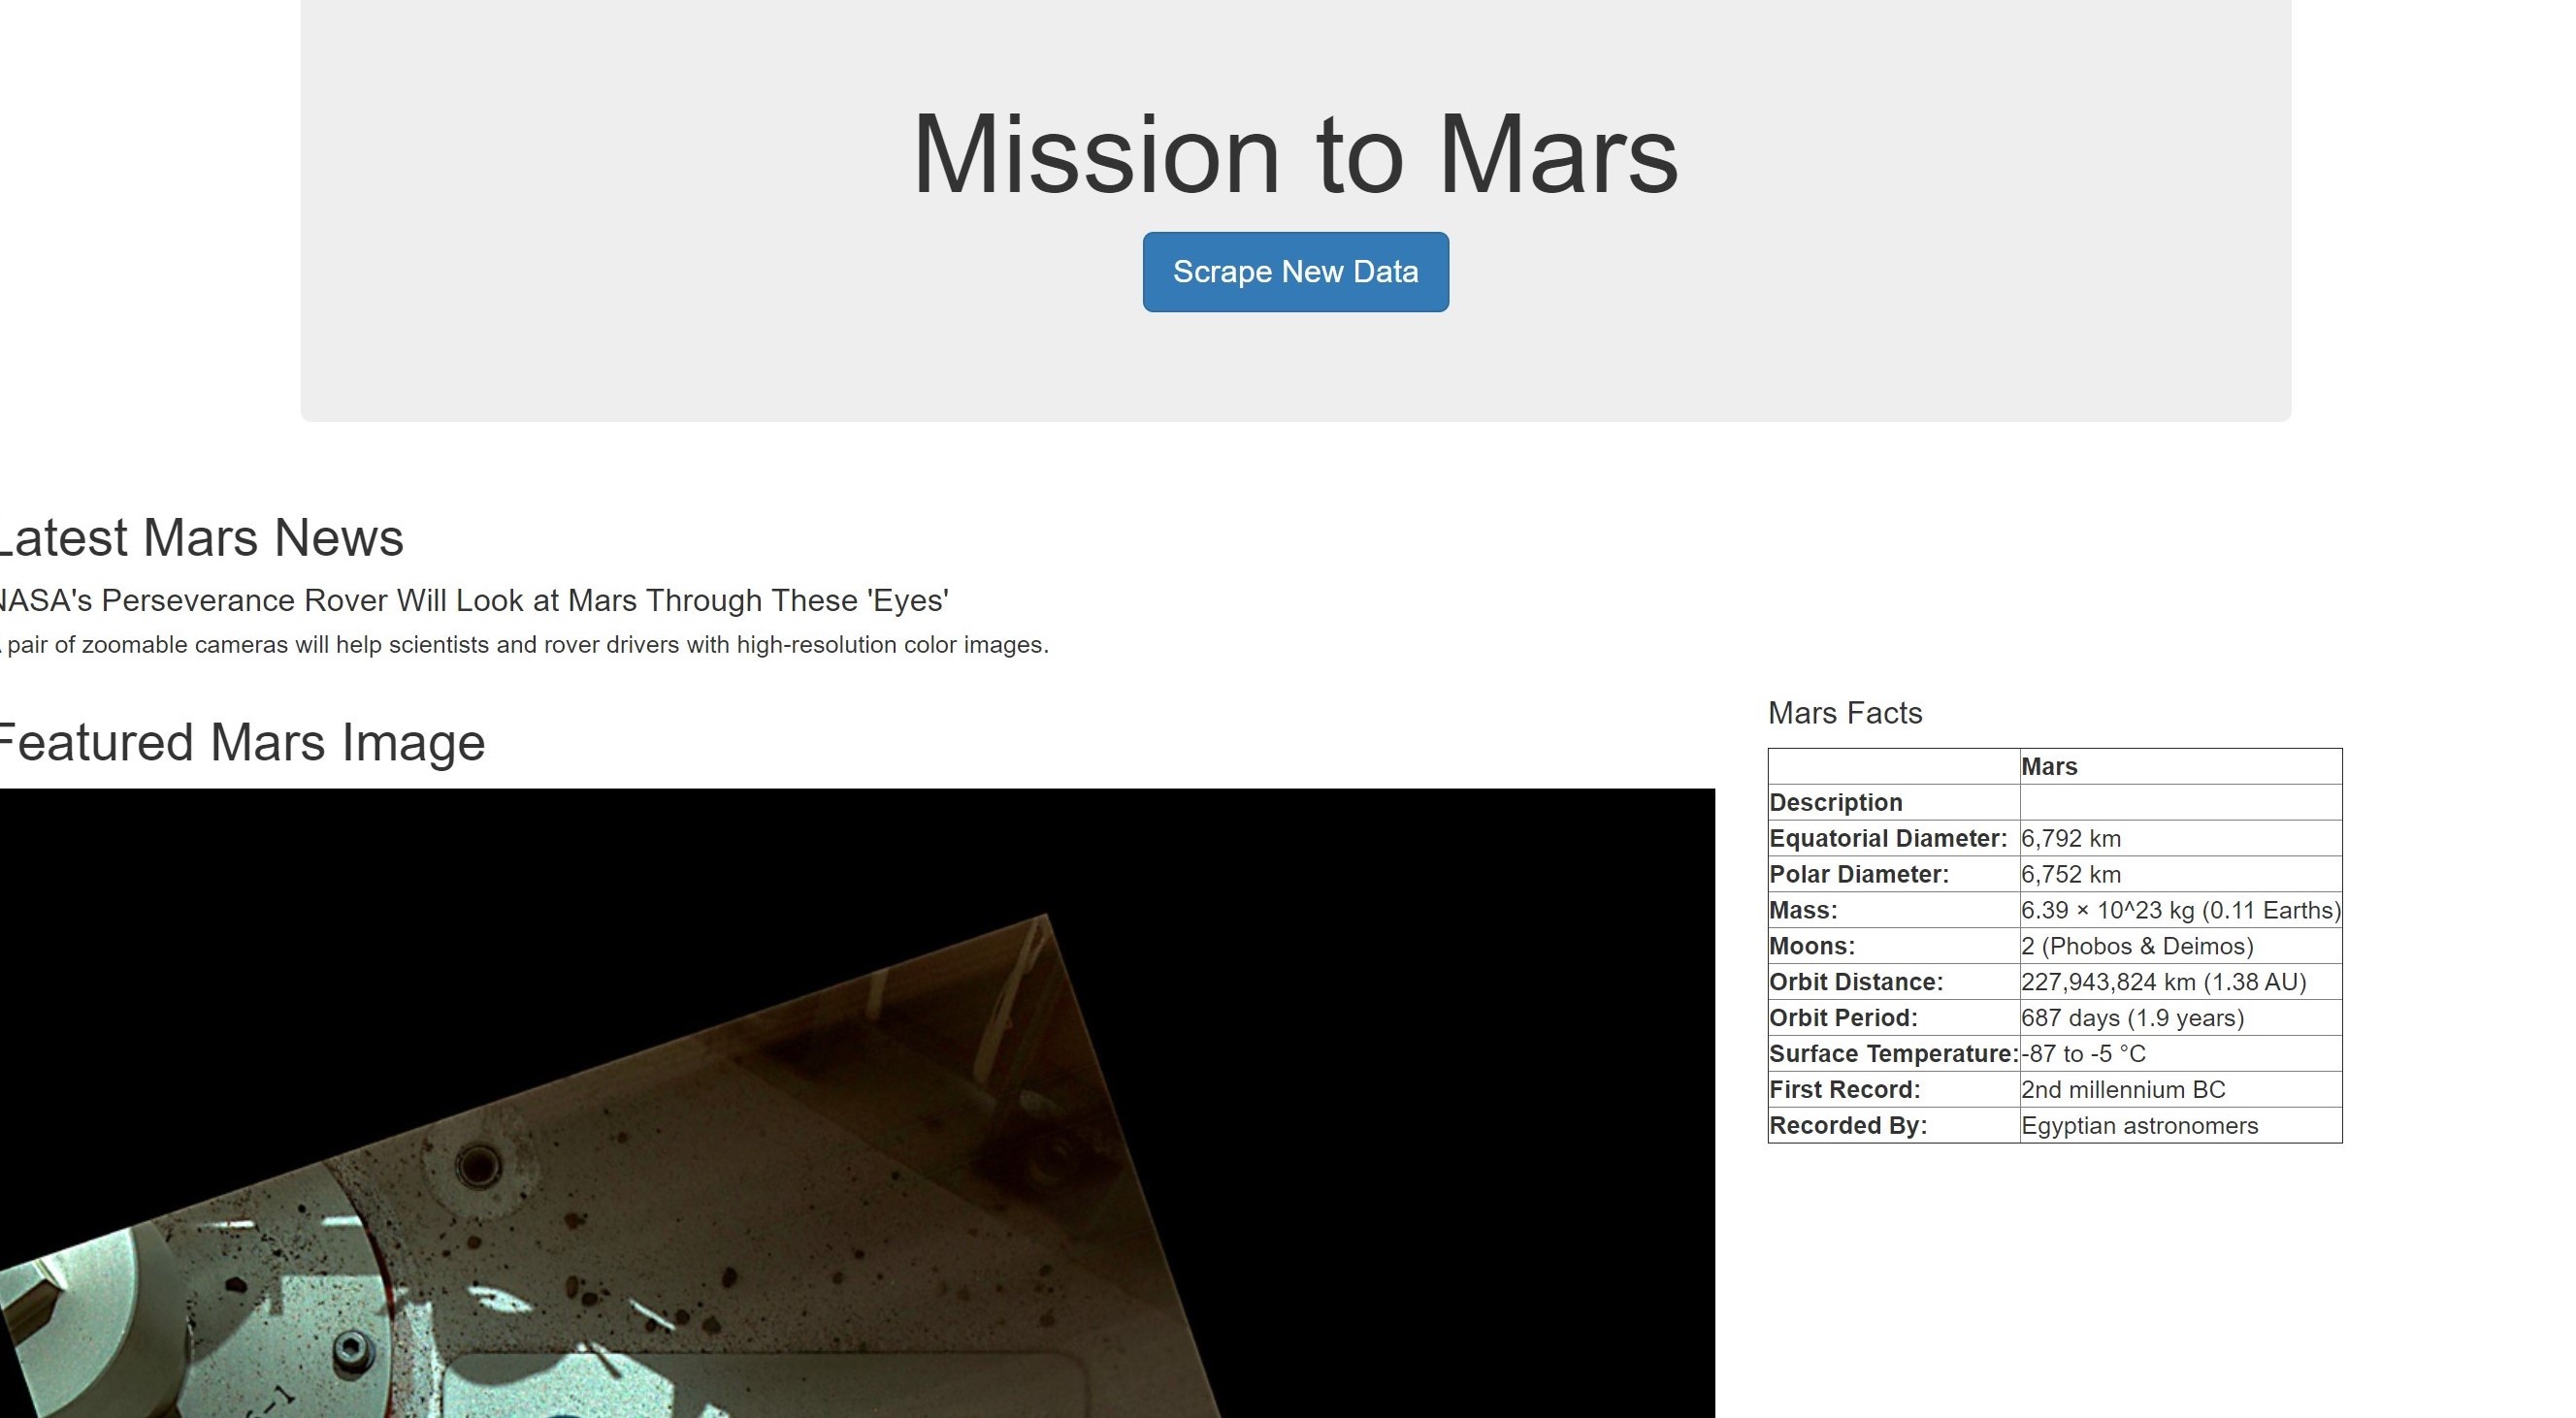 Mission to Mars
Scrape New Data
Latest Mars News
NASA's Perseverance Rover Will Look at Mars Through These 'Eyes'
A pair of zoomable cameras will help scientists and rover drivers with high-resolution color images.
Featured Mars Image
Mars Facts
Mars
Description
Equatorial Diameter: 6,792 km
Polar Diameter: 6,752 km
Mass: 6.39 × 10^23 kg (0.11 Earths)
Moons: 2 (Phobos & Deimos)
Orbit Distance: 227,943,824 km (1.38 AU)
Orbit Period: 687 days (1.9 years)
Surface Temperature: -87 to -5 °C
First Record: 2nd millennium BC
Recorded By: Egyptian astronomers